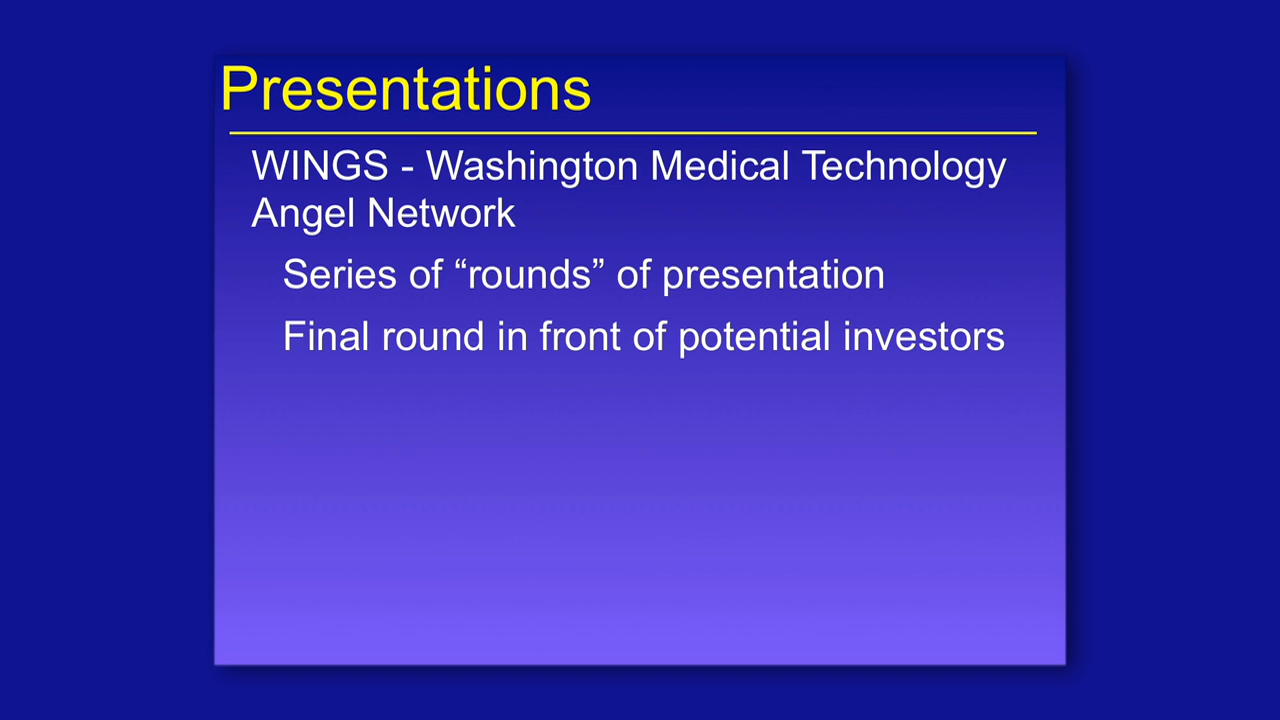 Presentations
WINGS - Washington Medical Technology
Angel Network
Series of “rounds” of presentation
Final round in front of potential investors